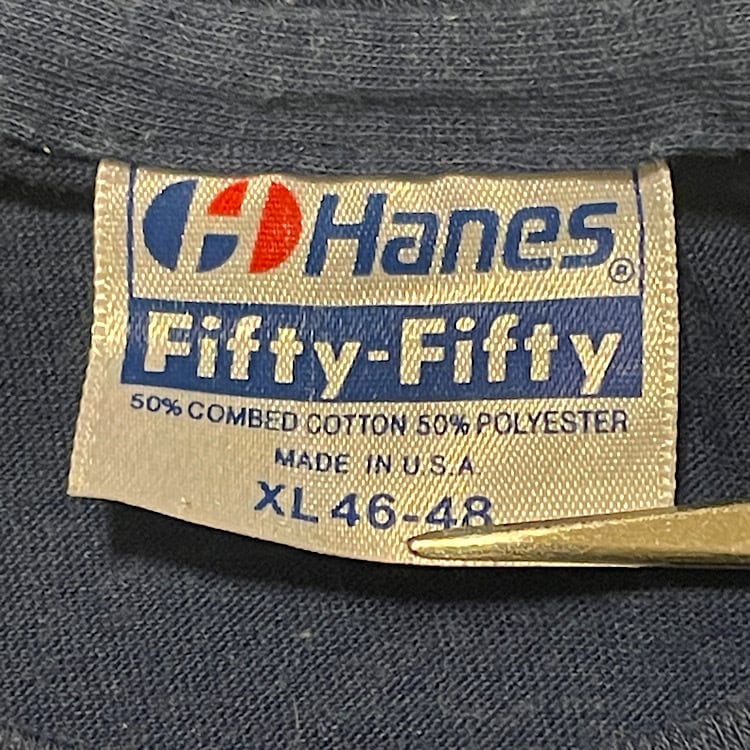 Hanes®
Fifty-Fifty
50% COMBED COTTON 50% POLYESTER
MADE IN U.S.A.
XL 46-48